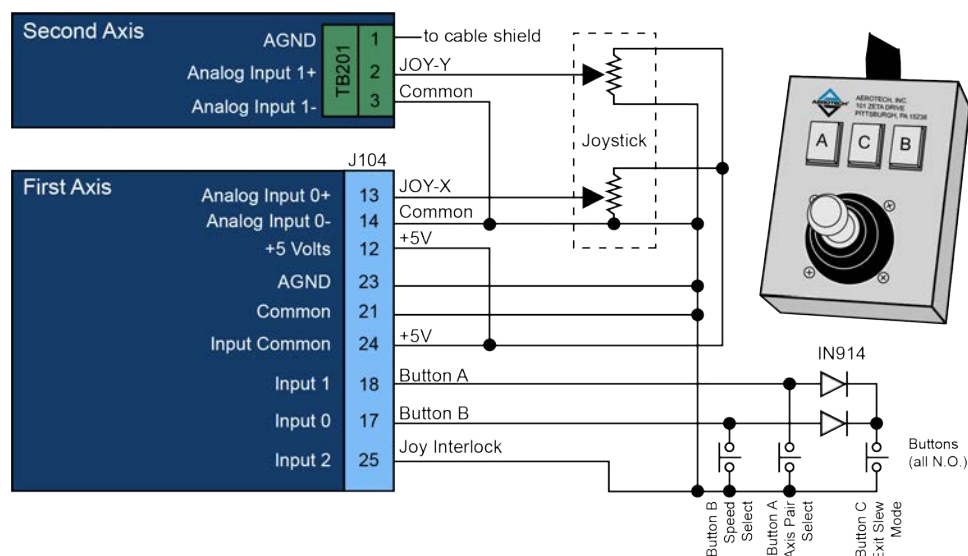 Second Axis
AGND
1
to cable shield
Analog Input 1+
2
JOY-Y
Analog Input 1-
3
Common
TB201
Joystick
AEROTECH
AEROTECH, INC.
101 ZETA DRIVE
PITTSBURGH, PA 15238
A
C
B
J104
First Axis
Analog Input 0+
13
JOY-X
Analog Input 0-
14
Common
+5 Volts
12
+5V
AGND
23
Common
21
Input Common
24
+5V
IN914
Input 1
18
Button A
Input 0
17
Button B
Input 2
25
Joy Interlock
Buttons
(all N.O.)
Button B
Speed
Select
Button A
Axis Pair
Select
Button C
Exit Slew
Mode